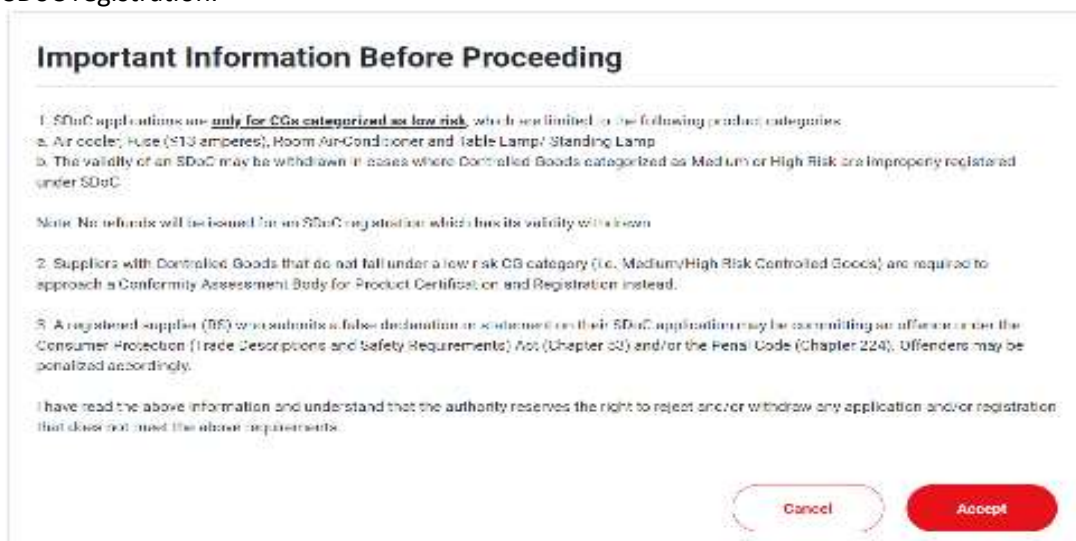 SDoC registration.
Important Information Before Proceeding
1. SDoC applications are only for CGs categorized as low risk, which are limited to the following product categories
a. Air cooler, Fuse (≤13 amperes), Room Air-Conditioner and Table Lamp/ Standing Lamp
b. The validity of an SDoC may be withdrawn in cases where Controlled Goods categorized as Medium or High Risk are improperly registered
under SDoC
Note: No refunds will be issued for an SDoC registration which has its validity withdrawn
2. Suppliers with Controlled Goods that do not fall under a low risk CG category (i.e. Medium/High Risk Controlled Goods) are required to
approach a Conformity Assessment Body for Product Certification and Registration instead.
3. A registered supplier (RS) who submits a false declaration or statement on their SDoC application may be committing an offence under the
Consumer Protection (Trade Descriptions and Safety Requirements) Act (Chapter 53) and/or the Penal Code (Chapter 224). Offenders may be
penalized accordingly.
I have read the above information and understand that the authority reserves the right to reject and/or withdraw any application and/or registration
that does not meet the above requirements.
Cancel
Accept